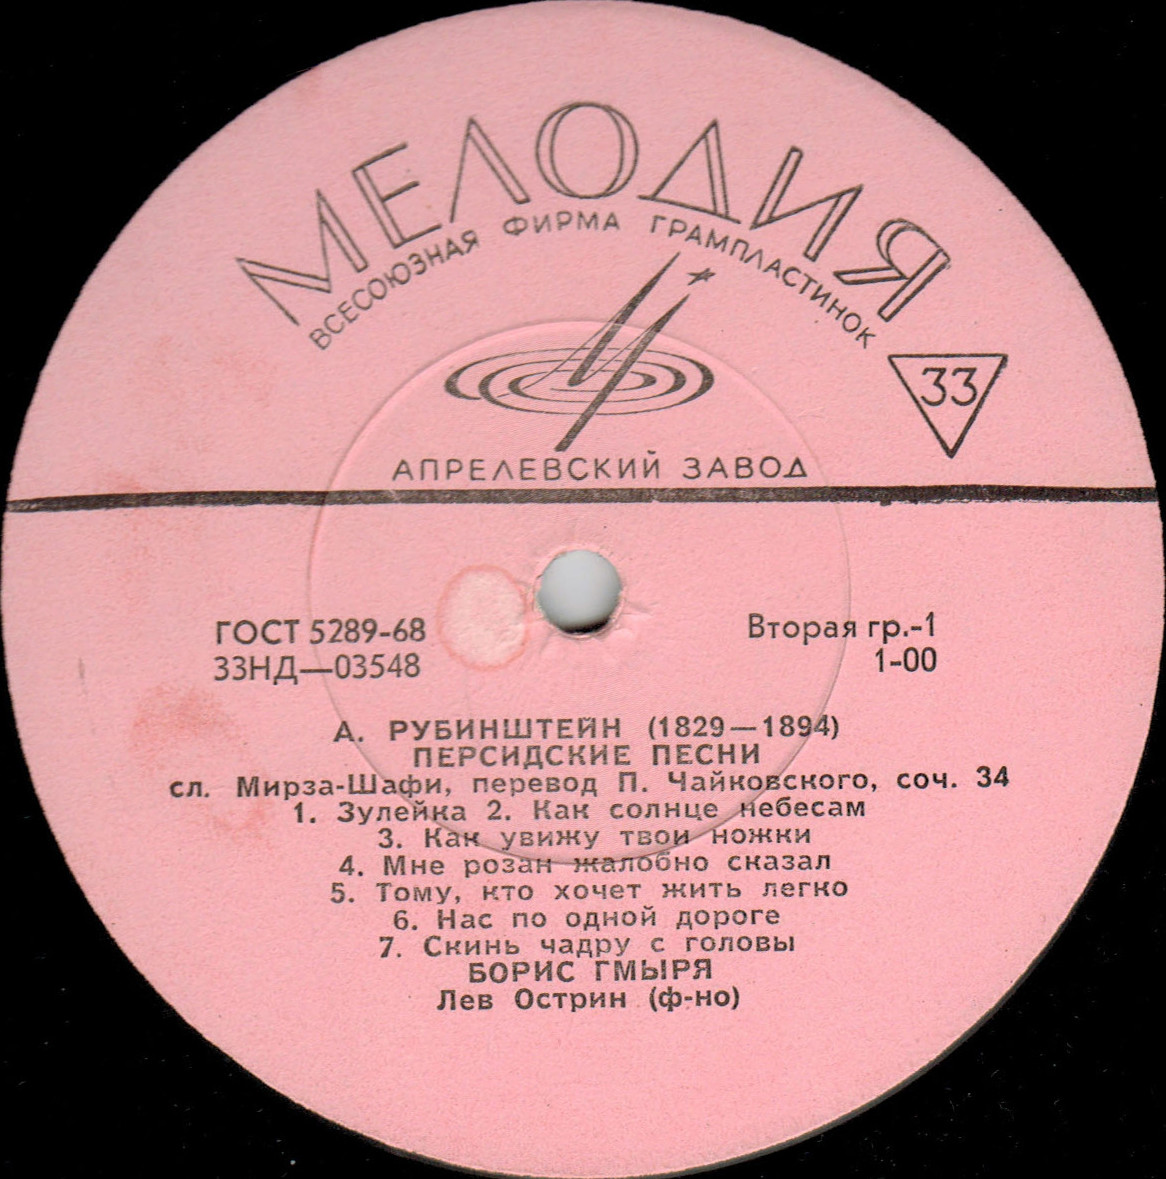 МЕЛОДИЯ
ВСЕСОЮЗНАЯ ФИРМА ГРАМПЛАСТИНОК
33
АПРЕЛЕВСКИЙ ЗАВОД
ГОСТ 5289-68
33НД—03548
Вторая гр.-1
1-00
А. РУБИНШТЕЙН (1829—1894)
ПЕРСИДСКИЕ ПЕСНИ
сл. Мирза-Шафи, перевод П. Чайковского, соч. 34
1. Зулейка 2. Как солнце небесам
3. Как увижу твои ножки
4. Мне розан жалобно сказал
5. Тому, кто хочет жить легко
6. Нас по одной дороге
7. Скинь чадру с головы
БОРИС ГМЫРЯ
Лев Острин (ф-но)